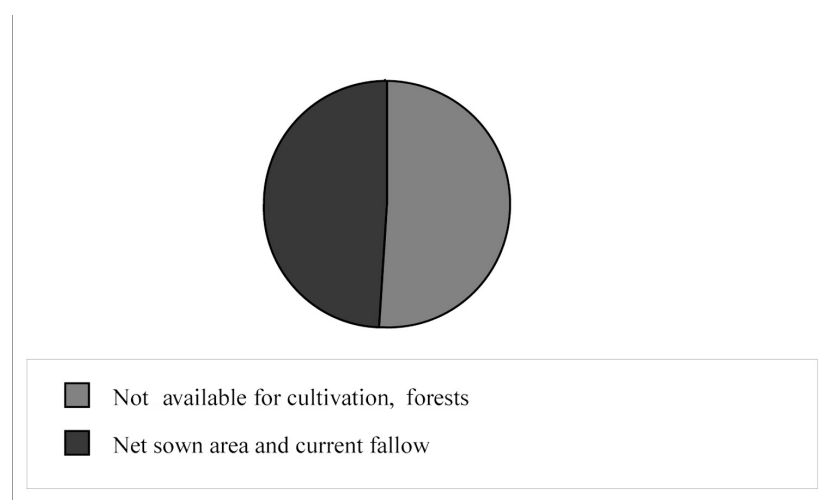 Not available for cultivation, forests
Net sown area and current fallow